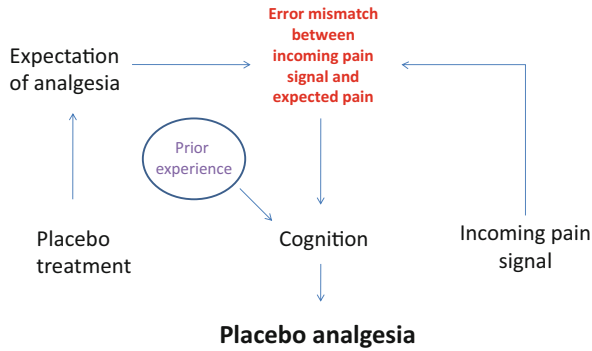 Error mismatch
between
incoming pain
signal and
expected pain
Expectation
of analgesia
Prior
experience
Placebo
treatment
Cognition
Incoming pain
signal
Placebo analgesia